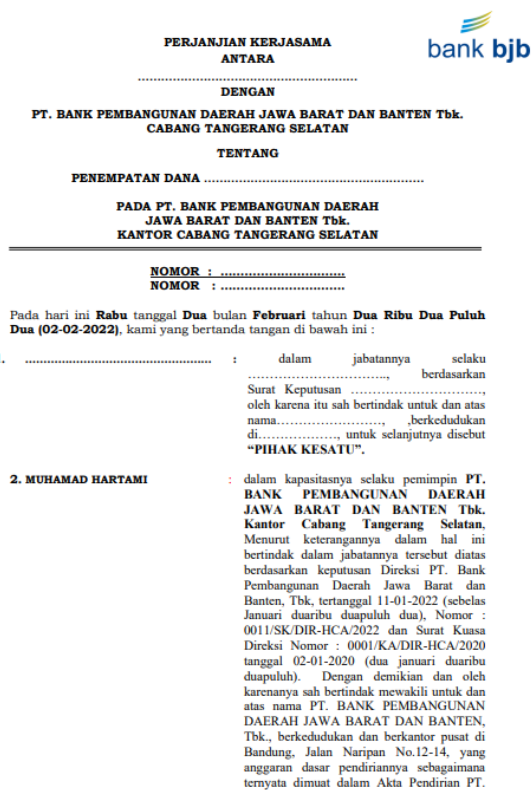 bank bjb
PERJANJIAN KERJASAMA
ANTARA
........................................................
DENGAN
PT. BANK PEMBANGUNAN DAERAH JAWA BARAT DAN BANTEN Tbk.
CABANG TANGERANG SELATAN
TENTANG
PENEMPATAN DANA ........................................................
PADA PT. BANK PEMBANGUNAN DAERAH
JAWA BARAT DAN BANTEN Tbk.
KANTOR CABANG TANGERANG SELATAN
NOMOR : ................................
NOMOR : ................................
Pada hari ini Rabu tanggal Dua bulan Februari tahun Dua Ribu Dua Puluh
Dua (02-02-2022), kami yang bertanda tangan di bawah ini :
. ...................................................... : dalam jabatannya selaku
…………………………….., berdasarkan
Surat Keputusan …………………………,
oleh karena itu sah bertindak untuk dan atas
nama……………………, ,berkedudukan
di………………, untuk selanjutnya disebut
“PIHAK KESATU”.
2. MUHAMAD HARTAMI : dalam kapasitasnya selaku pemimpin PT.
BANK PEMBANGUNAN DAERAH
JAWA BARAT DAN BANTEN Tbk.
Kantor Cabang Tangerang Selatan,
Menurut keterangannya dalam hal ini
bertindak dalam jabatannya tersebut diatas
berdasarkan keputusan Direksi PT. Bank
Pembangunan Daerah Jawa Barat dan
Banten, Tbk, tertanggal 11-01-2022 (sebelas
Januari duaribu duapuluh dua), Nomor :
0011/SK/DIR-HCA/2022 dan Surat Kuasa
Direksi Nomor : 0001/KA/DIR-HCA/2020
tanggal 02-01-2020 (dua januari duaribu
duapuluh). Dengan demikian dan oleh
karenanya sah bertindak mewakili untuk dan
atas nama PT. BANK PEMBANGUNAN
DAERAH JAWA BARAT DAN BANTEN,
Tbk., berkedudukan dan berkantor pusat di
Bandung, Jalan Naripan No.12-14, yang
anggaran dasar pendiriannya sebagaimana
ternyata dimuat dalam Akta Pendirian PT.